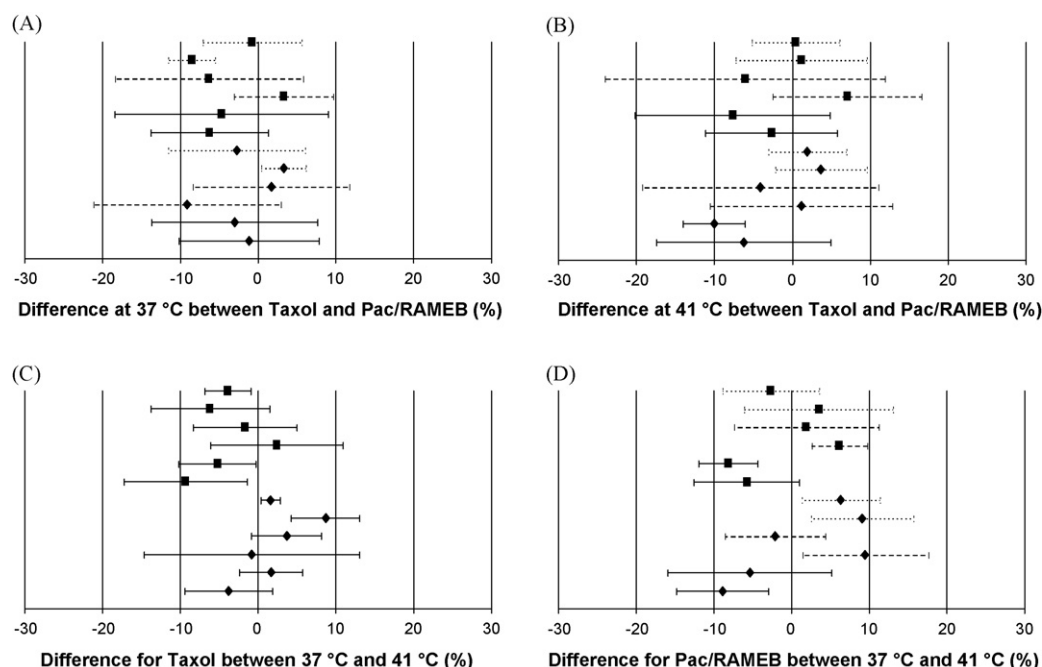 (A)
(B)
-30 -20 -10 0 10 20 30
-30 -20 -10 0 10 20 30
Difference at 37 °C between Taxol and Pac/RAMEB (%)
Difference at 41 °C between Taxol and Pac/RAMEB (%)
(C)
(D)
-30 -20 -10 0 10 20 30
-30 -20 -10 0 10 20 30
Difference for Taxol between 37 °C and 41 °C (%)
Difference for Pac/RAMEB between 37 °C and 41 °C (%)